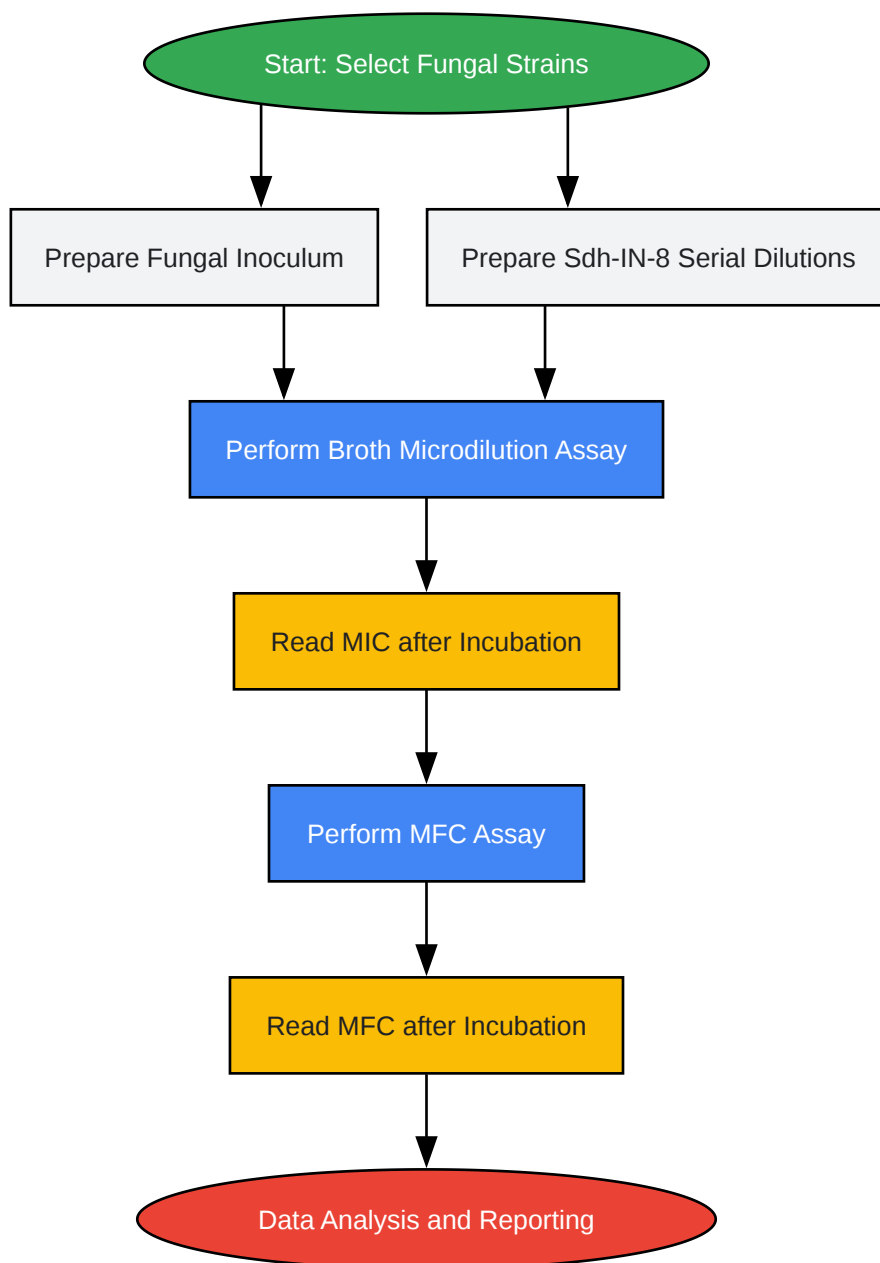 Start: Select Fungal Strains
Prepare Fungal Inoculum
Prepare Sdh-IN-8 Serial Dilutions
Perform Broth Microdilution Assay
Read MIC after Incubation
Perform MFC Assay
Read MFC after Incubation
Data Analysis and Reporting